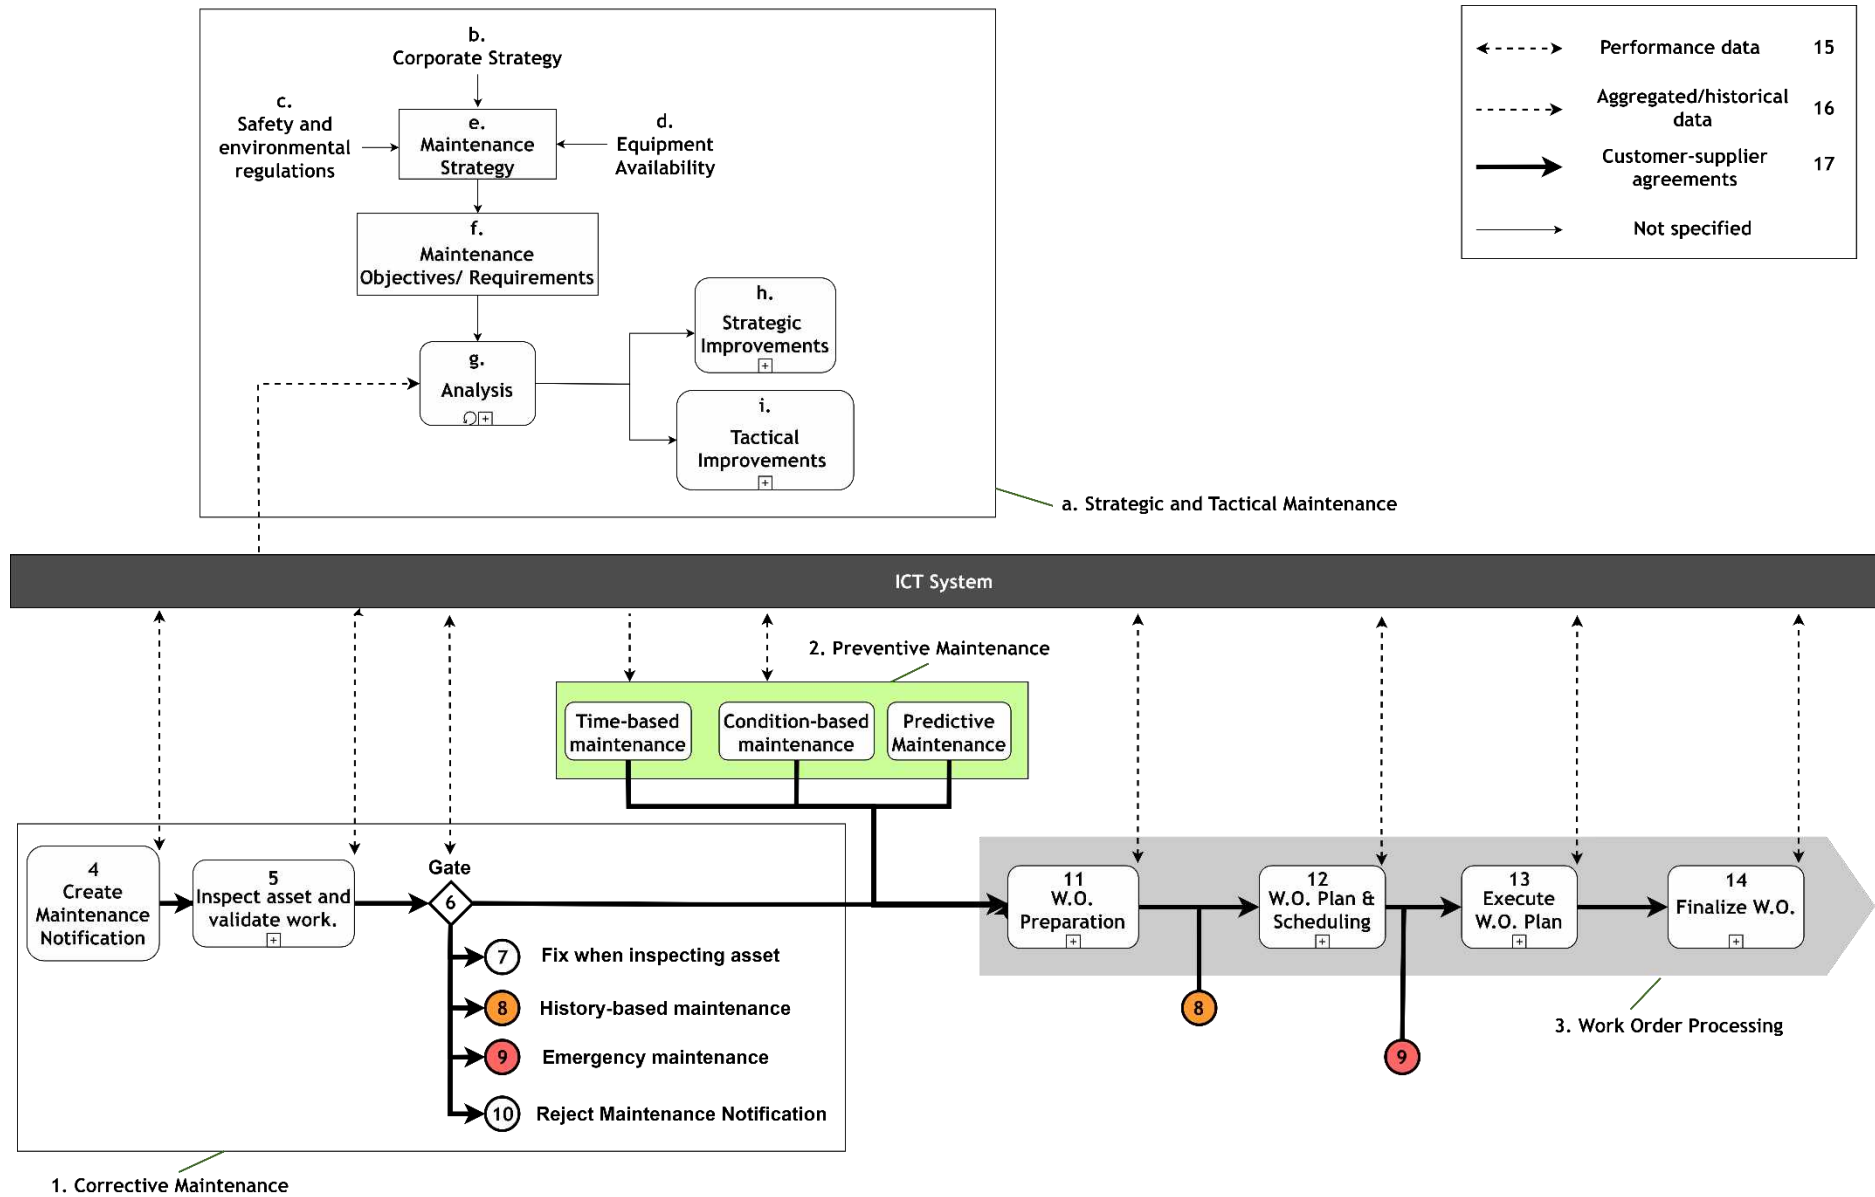 b.
Corporate Strategy
c.
Safety and
environmental
regulations
e.
Maintenance
Strategy
d.
Equipment
Availability
f.
Maintenance
Objectives/ Requirements
g.
Analysis
h.
Strategic
Improvements
i.
Tactical
Improvements
a. Strategic and Tactical Maintenance
Performance data 15
Aggregated/historical
data
16
Customer-supplier
agreements
17
Not specified
ICT System
2. Preventive Maintenance
Time-based
maintenance
Condition-based
maintenance
Predictive
Maintenance
4
Create
Maintenance
Notification
5
Inspect asset and
validate work.
Gate
6
7 Fix when inspecting asset
8 History-based maintenance
9 Emergency maintenance
10 Reject Maintenance Notification
1. Corrective Maintenance
11
W.O.
Preparation
12
W.O. Plan &
Scheduling
13
Execute
W.O. Plan
14
Finalize W.O.
8
9
3. Work Order Processing